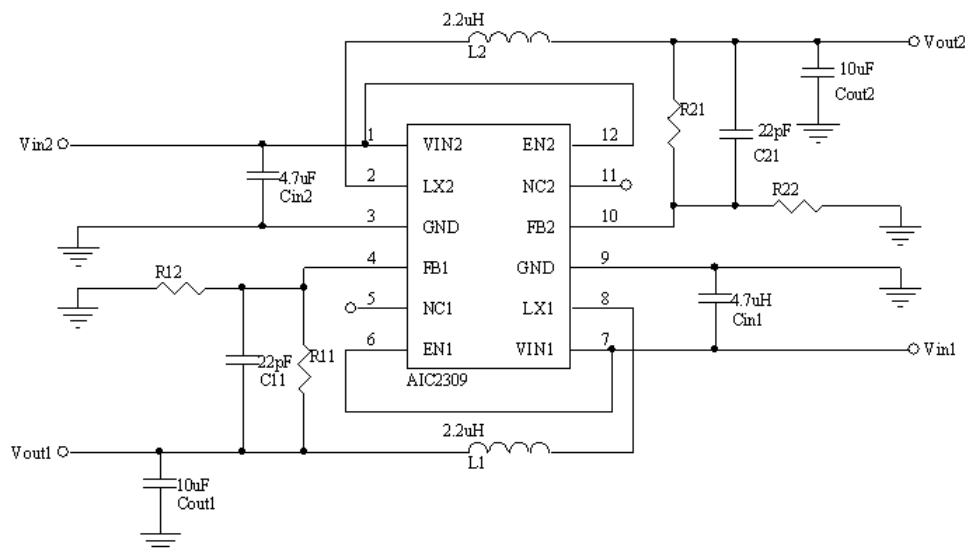 2.2uH
L2
Vout2
10uF
Cout2
R21
22pF
C21
R22
Vin2
4.7uF
Cin2
1
VIN2
EN2
12
2
LX2
NC2
11
3
GND
FB2
10
4
FB1
GND
9
5
NC1
LX1
8
6
EN1
VIN1
7
AIC2309
R12
22pF
C11
R11
4.7uH
Cin1
Vin1
2.2uH
L1
Vout1
10uF
Cout1